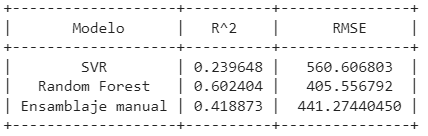 +------------------+----------+--------------+
|      Modelo      |   R^2    |     RMSE     |
+------------------+----------+--------------+
|       SVR        | 0.239648 |  560.606803  |
|  Random Forest   | 0.602404 |  405.556792  |
| Ensamblaje manual | 0.418873 | 441.27440450 |
+------------------+----------+--------------+